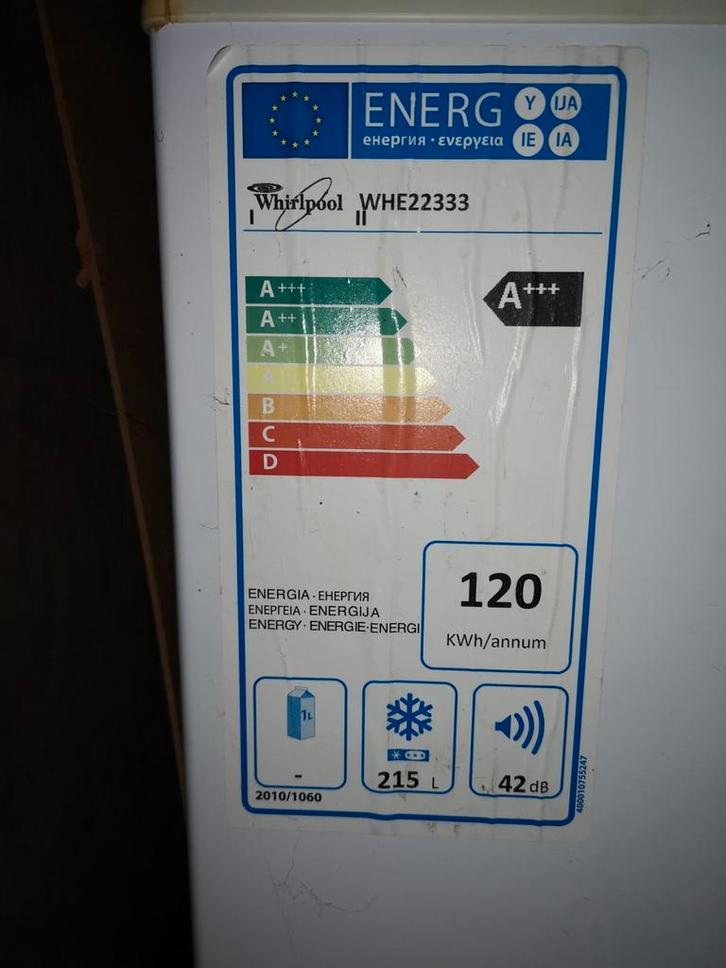 ENERG Y IJA
енергия · ενεργεια IE IA
Whirlpool WHE22333
I II
A+++ A+++
A++
A+
A
B
C
D
120
KWh/annum
ENERGIA · ЕНЕРГИЯ
ΕΝΕΡΓΕΙΑ · ENERGIJA
ENERGY · ENERGIE·ENERGI
1L
- 215 L 42 dB
2010/1060
400010755247